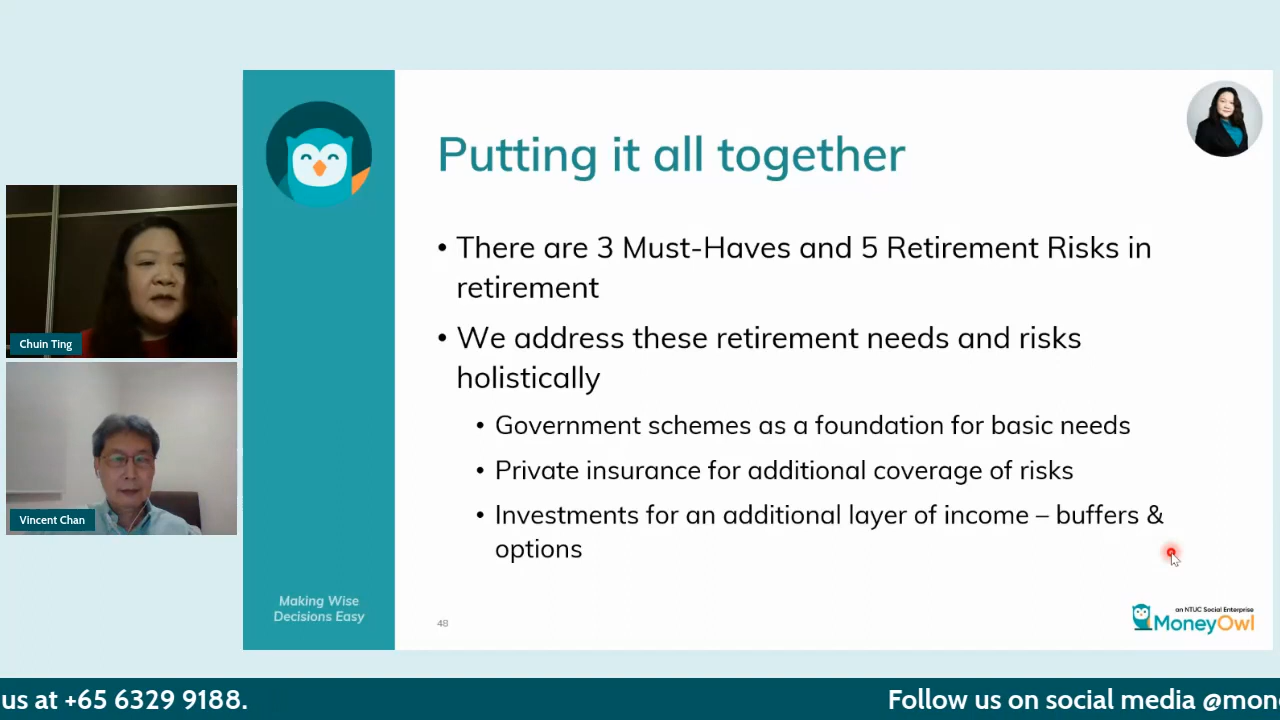 Putting it all together
• There are 3 Must-Haves and 5 Retirement Risks in
retirement
• We address these retirement needs and risks
holistically
• Government schemes as a foundation for basic needs
• Private insurance for additional coverage of risks
• Investments for an additional layer of income – buffers &
options
Chuin Ting
Vincent Chan
Making Wise
Decisions Easy
48
an NTUC Social Enterprise
MoneyOwl
us at +65 6329 9188.
Follow us on social media @mon